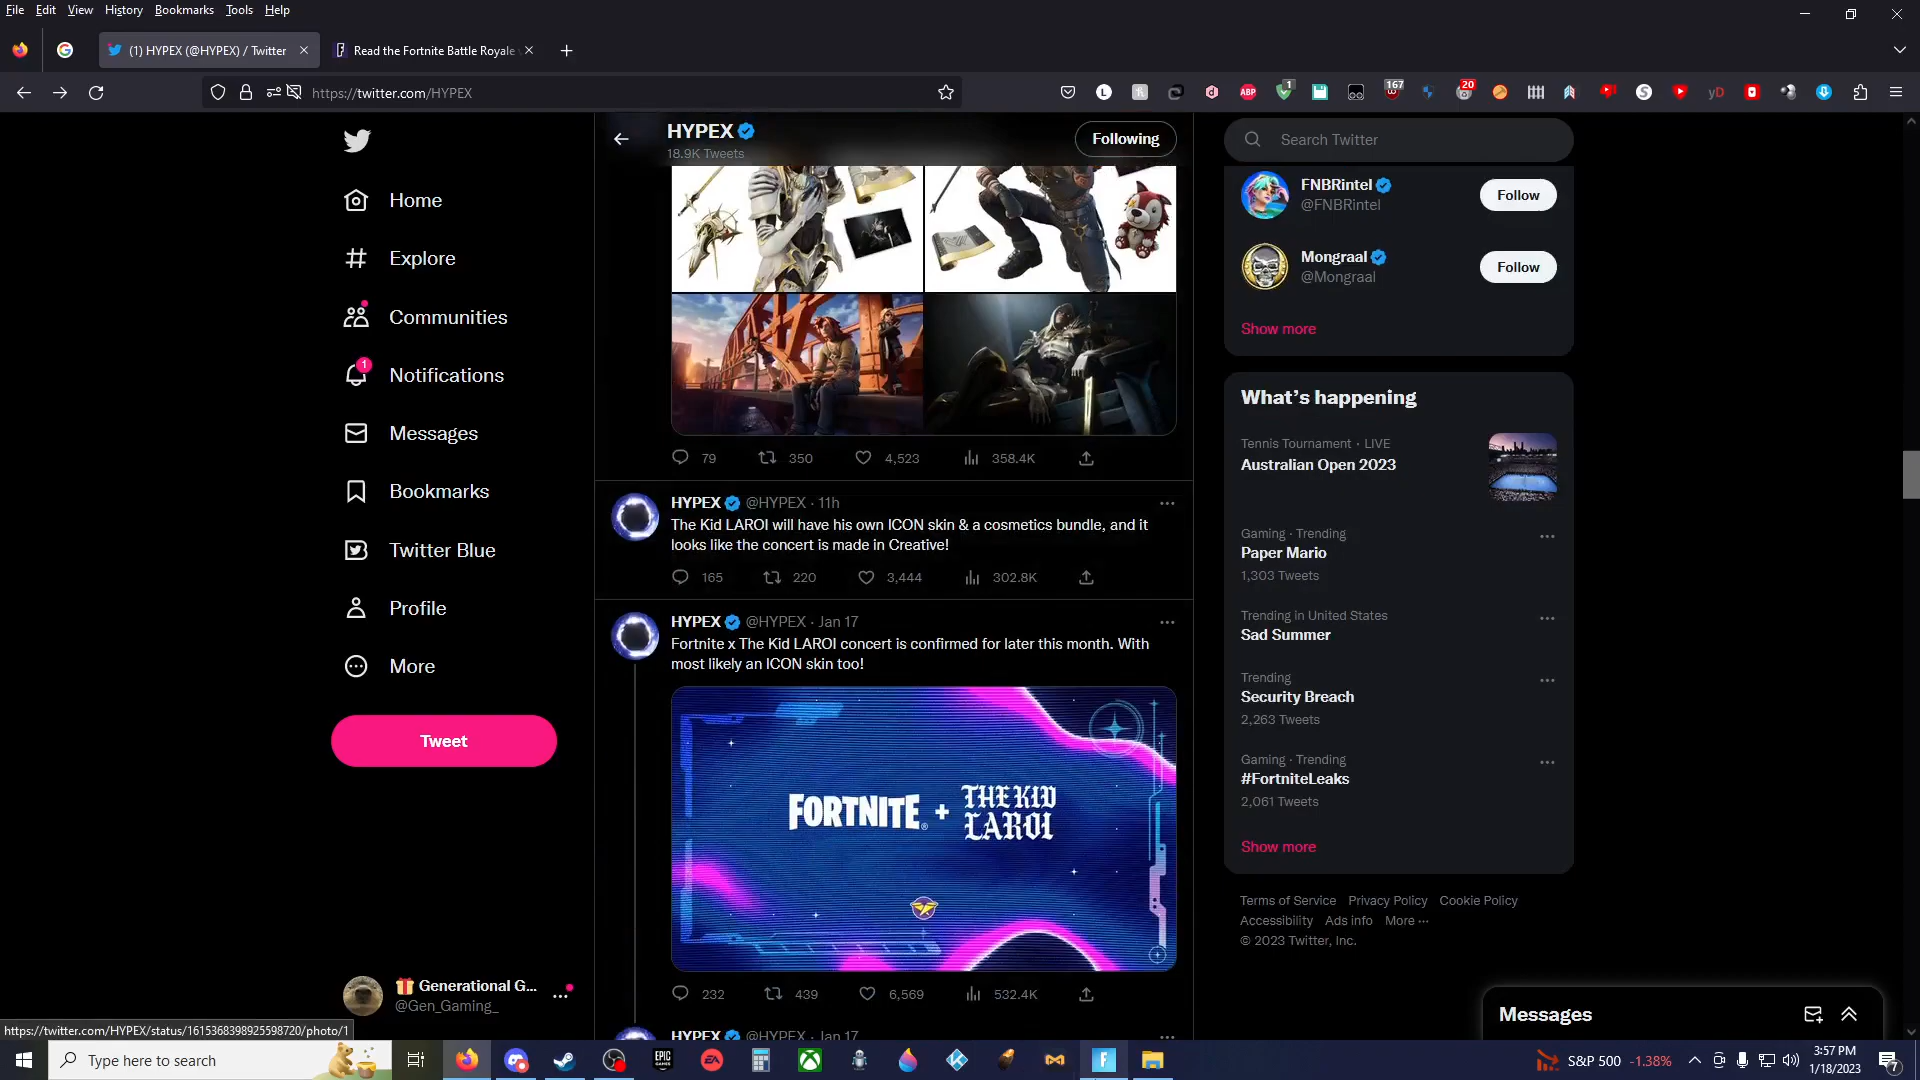 File Edit View History Bookmarks Tools Help
(1) HYPEX (@HYPEX) / Twitter
Read the Fortnite Battle Royale
https://twitter.com/HYPEX
1
ABP
167
20
yD
Home
Explore
Communities
1
Notifications
Messages
Bookmarks
Twitter Blue
Profile
More
Tweet
Generational G...
@Gen_Gaming_
HYPEX
18.9K Tweets
Following
79 350 4,523 358.4K
HYPEX @HYPEX · 11h
The Kid LAROI will have his own ICON skin & a cosmetics bundle, and it
looks like the concert is made in Creative!
165 220 3,444 302.8K
HYPEX @HYPEX · Jan 17
Fortnite x The Kid LAROI concert is confirmed for later this month. With
most likely an ICON skin too!
FORTNITE + THE KID
LAROI
232 439 6,569 532.4K
HYPEX @HYPEX · Jan 17
Search Twitter
FNBRintel
@FNBRintel
Follow
Mongraal
@Mongraal
Follow
Show more
What's happening
Tennis Tournament · LIVE
Australian Open 2023
Gaming · Trending
Paper Mario
1,303 Tweets
Trending in United States
Sad Summer
Trending
Security Breach
2,263 Tweets
Gaming · Trending
#FortniteLeaks
2,061 Tweets
Show more
Terms of Service Privacy Policy Cookie Policy
Accessibility Ads info More ···
© 2023 Twitter, Inc.
Messages
https://twitter.com/HYPEX/status/1615368398925598720/photo/1
Type here to search
EPIC
GAMES
EA
S&P 500 -1.38%
3:57 PM
1/18/2023
7